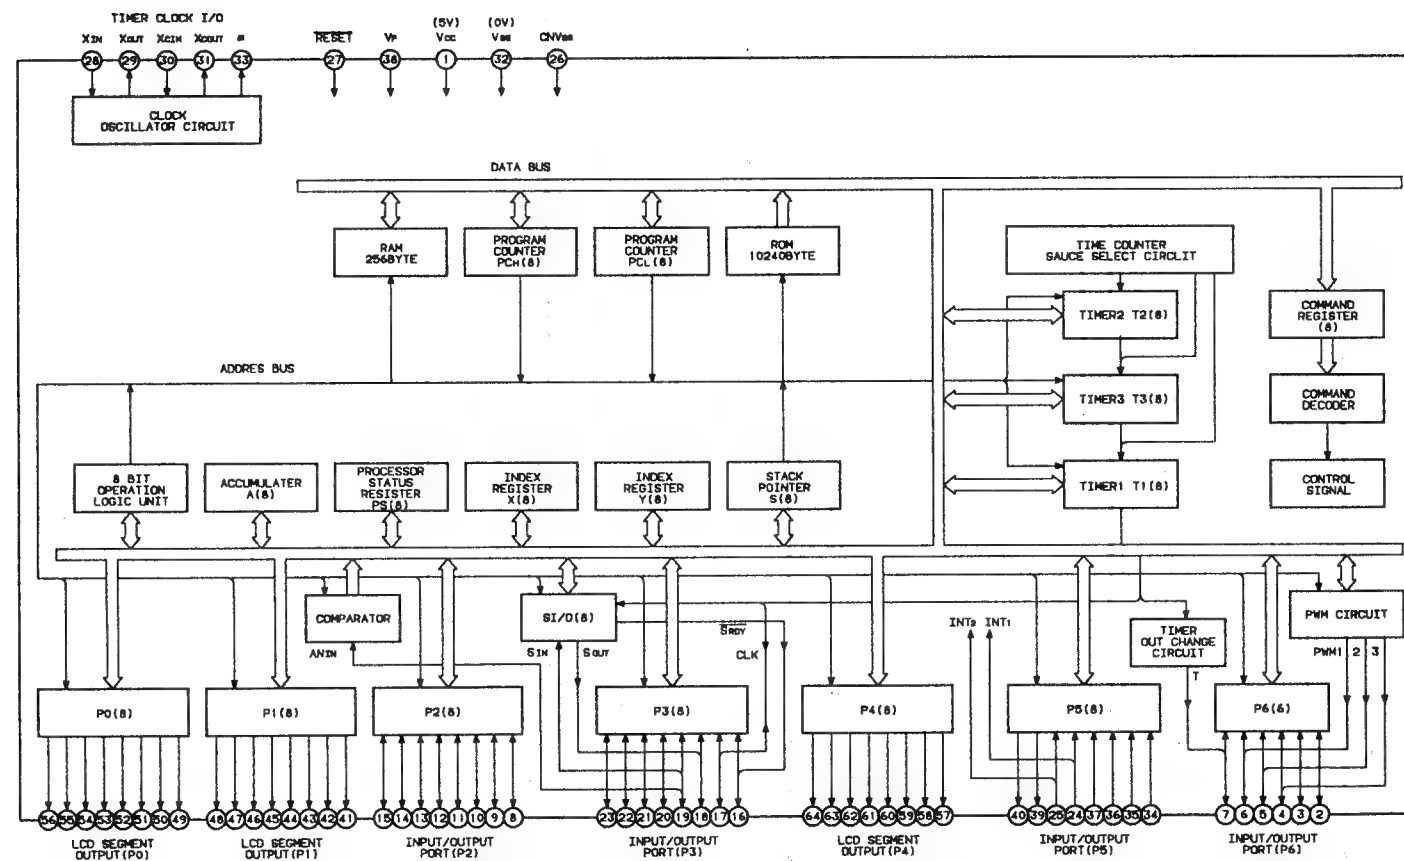 TIMER CLOCK I/O
XIN XOUT XCIN XCOUT ø RESET VP (5V) VCC (0V) VSS CNVSS
28 29 30 31 33 27 38 1 32 26
CLOCK
OSCILLATOR CIRCUIT
DATA BUS
RAM
256BYTE
PROGRAM
COUNTER
PCH(8)
PROGRAM
COUNTER
PCL(8)
ROM
10240BYTE
TIME COUNTER
SAUCE SELECT CIRCLIT
TIMER2 T2(8)
COMMAND
REGISTER
(8)
ADDRES BUS
TIMER3 T3(8)
COMMAND
DECODER
8 BIT
OPERATION
LOGIC UNIT
ACCUMULATER
A(8)
PROCESSOR
STATUS
REJISTER
PS(8)
INDEX
REGISTER
X(8)
INDEX
REGISTER
Y(8)
STACK
POINTER
S(8)
TIMER1 T1(8)
CONTROL
SIGNAL
COMPARATOR
ANIN
SI/O(8)
SIN SOUT
SRDY
CLK
INT2 INT1
TIMER
OUT CHANGE
CIRCUIT
T
PWM CIRCUIT
PWM1 2 3
P0(8) P1(8) P2(8) P3(8) P4(8) P5(8) P6(6)
56 55 54 53 52 51 50 49
48 47 46 45 44 43 42 41
15 14 13 12 11 10 9 8
23 22 21 20 19 18 17 16
64 63 62 61 60 59 58 57
40 39 25 24 37 36 35 34
7 6 5 4 3 2
LCD SEGMENT
OUTPUT(P0)
LCD SEGMENT
OUTPUT(P1)
INPUT/OUTPUT
PORT(P2)
INPUT/OUTPUT
PORT(P3)
LCD SEGMENT
OUTPUT(P4)
INPUT/OUTPUT
PORT(P5)
INPUT/OUTPUT
PORT(P6)